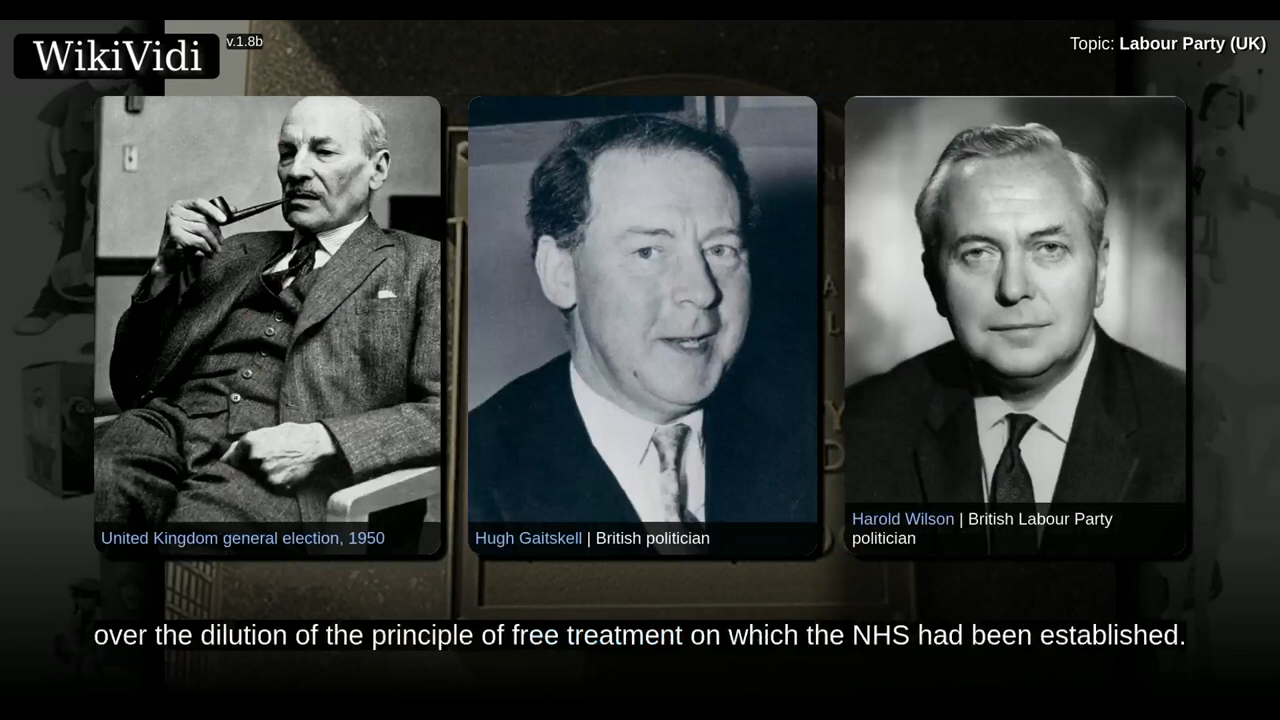 WikiVidi
v.1.8b
Topic: Labour Party (UK)
United Kingdom general election, 1950
Hugh Gaitskell | British politician
Harold Wilson | British Labour Party
politician
over the dilution of the principle of free treatment on which the NHS had been established.